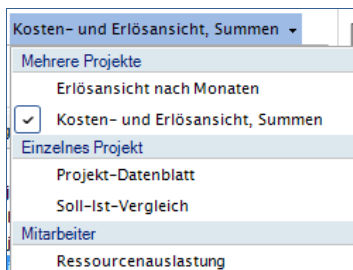 Kosten- und Erlösansicht, Summen
Mehrere Projekte
Erlösansicht nach Monaten
Kosten- und Erlösansicht, Summen
Einzelnes Projekt
Projekt-Datenblatt
Soll-Ist-Vergleich
Mitarbeiter
Ressourcenauslastung